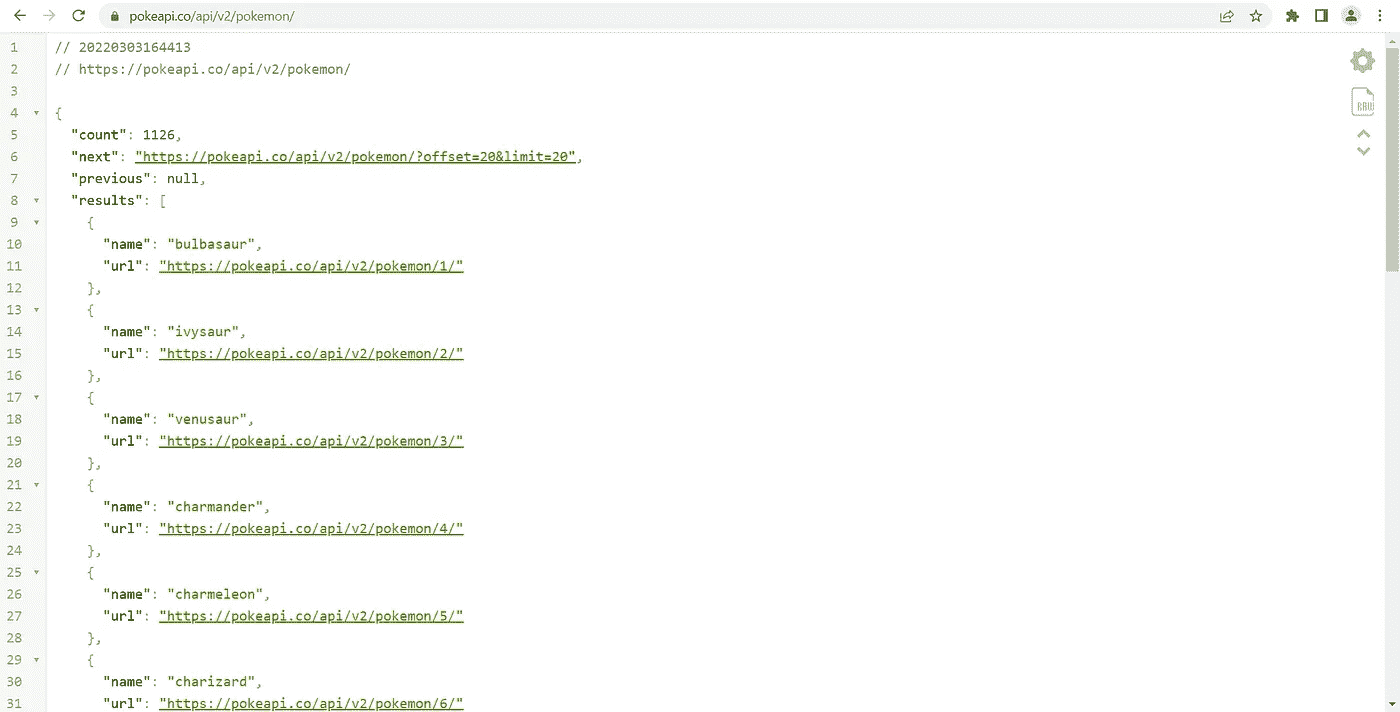 pokeapi.co/api/v2/pokemon/
1 // 20220303164413
2 // https://pokeapi.co/api/v2/pokemon/
3
4 {
5 "count": 1126,
6 "next": "https://pokeapi.co/api/v2/pokemon/?offset=20&limit=20",
7 "previous": null,
8 "results": [
9 {
10 "name": "bulbasaur",
11 "url": "https://pokeapi.co/api/v2/pokemon/1/"
12 },
13 {
14 "name": "ivysaur",
15 "url": "https://pokeapi.co/api/v2/pokemon/2/"
16 },
17 {
18 "name": "venusaur",
19 "url": "https://pokeapi.co/api/v2/pokemon/3/"
20 },
21 {
22 "name": "charmander",
23 "url": "https://pokeapi.co/api/v2/pokemon/4/"
24 },
25 {
26 "name": "charmeleon",
27 "url": "https://pokeapi.co/api/v2/pokemon/5/"
28 },
29 {
30 "name": "charizard",
31 "url": "https://pokeapi.co/api/v2/pokemon/6/"
RAW